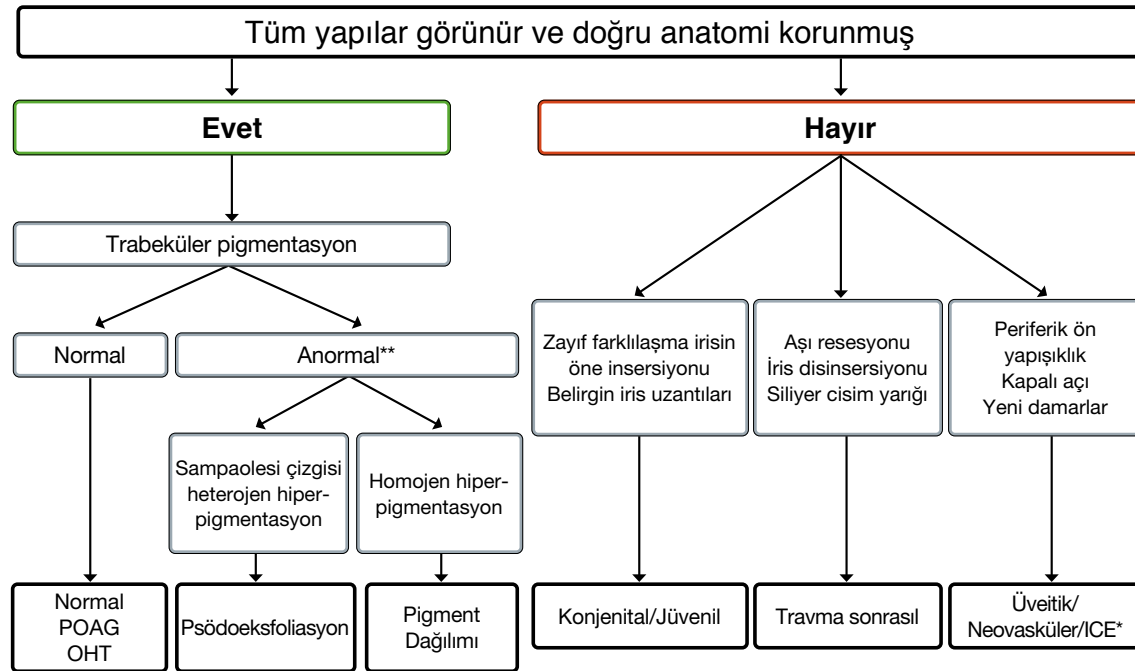 Tüm yapılar görünür ve doğru anatomi korunmuş
Evet
Hayır
Trabeküler pigmentasyon
Normal
Anormal**
Zayıf farklılaşma irisin
öne insersiyonu
Belirgin iris uzantıları
Aşı resesyonu
İris disinsersiyonu
Siliyer cisim yarığı
Periferik ön
yapışıklık
Kapalı açı
Yeni damarlar
Sampaolesi çizgisi
heterojen hiper-
pigmentasyon
Homojen hiper-
pigmentasyon
Normal
POAG
OHT
Psödoeksfoliasyon
Pigment
Dağılımı
Konjenital/Jüvenil
Travma sonrasıl
Üveitik/
Neovasküler/ICE*